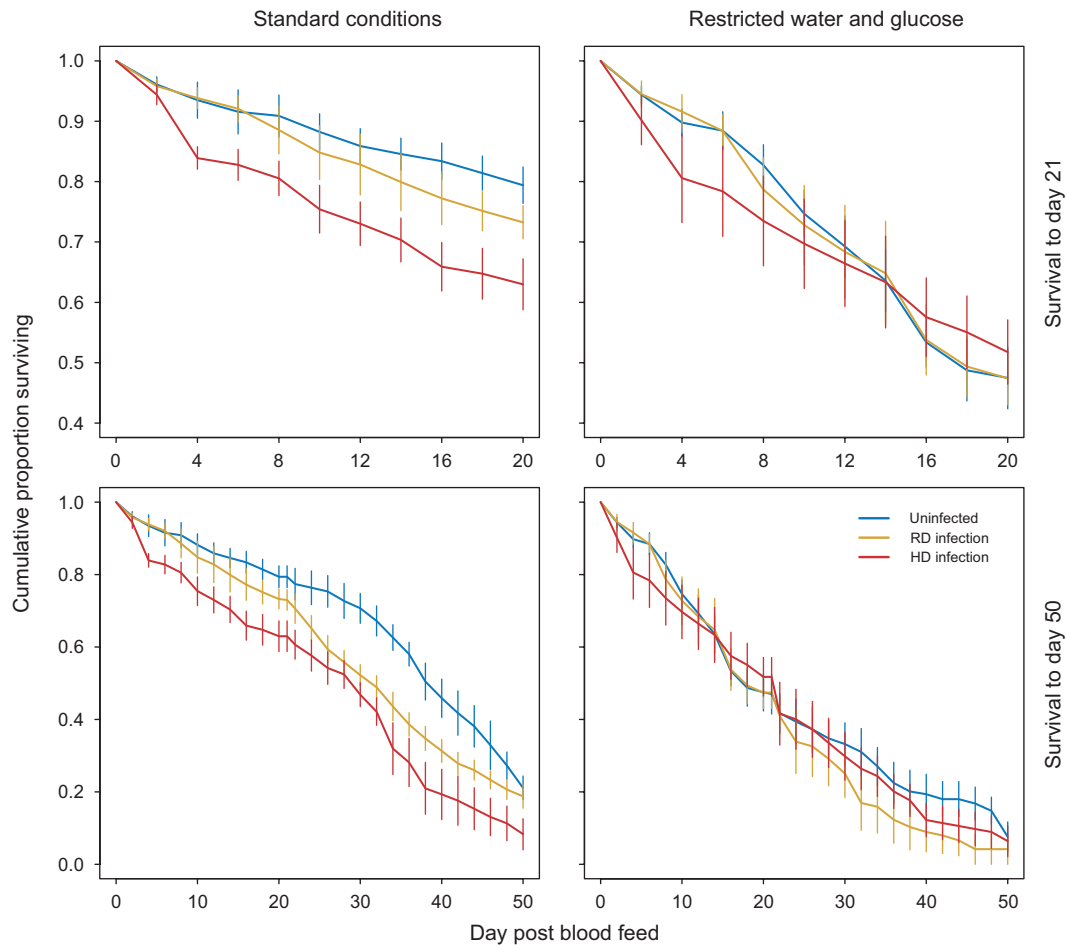 Standard conditions
Restricted water and glucose
1.0
0.9
0.8
0.7
0.6
0.5
0.4
0 4 8 12 16 20
0 4 8 12 16 20
Survival to day 21
Cumulative proportion surviving
1.0
0.8
0.6
0.4
0.2
0.0
Uninfected
RD infection
HD infection
0 10 20 30 40 50
0 10 20 30 40 50
Survival to day 50
Day post blood feed